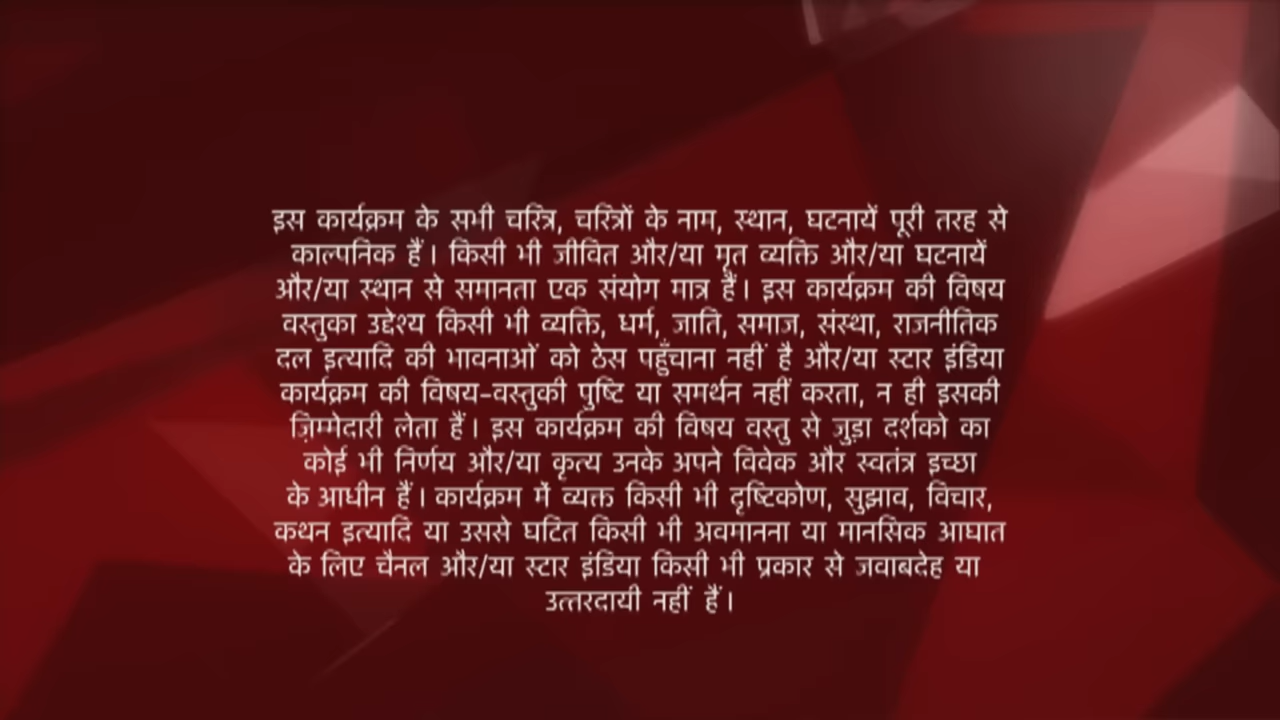 इस कार्यक्रम के सभी चरित्र, चरित्रों के नाम, स्थान, घटनायें पूरी तरह से
काल्पनिक हैं। किसी भी जीवित और/या मृत व्यक्ति और/या घटनायें
और/या स्थान से समानता एक संयोग मात्र हैं। इस कार्यक्रम की विषय
वस्तुका उद्देश्य किसी भी व्यक्ति, धर्म, जाति, समाज, संस्था, राजनीतिक
दल इत्यादि की भावनाओं को ठेस पहुँचाना नहीं है और/या स्टार इंडिया
कार्यक्रम की विषय-वस्तुकी पुष्टि या समर्थन नहीं करता, न ही इसकी
ज़िम्मेदारी लेता हैं। इस कार्यक्रम की विषय वस्तु से जुड़ा दर्शको का
कोई भी निर्णय और/या कृत्य उनके अपने विवेक और स्वतंत्र इच्छा
के आधीन हैं। कार्यक्रम में व्यक्त किसी भी दृष्टिकोण, सुझाव, विचार,
कथन इत्यादि या उससे घटित किसी भी अवमानना या मानसिक आघात
के लिए चैनल और/या स्टार इंडिया किसी भी प्रकार से जवाबदेह या
उत्तरदायी नहीं हैं।